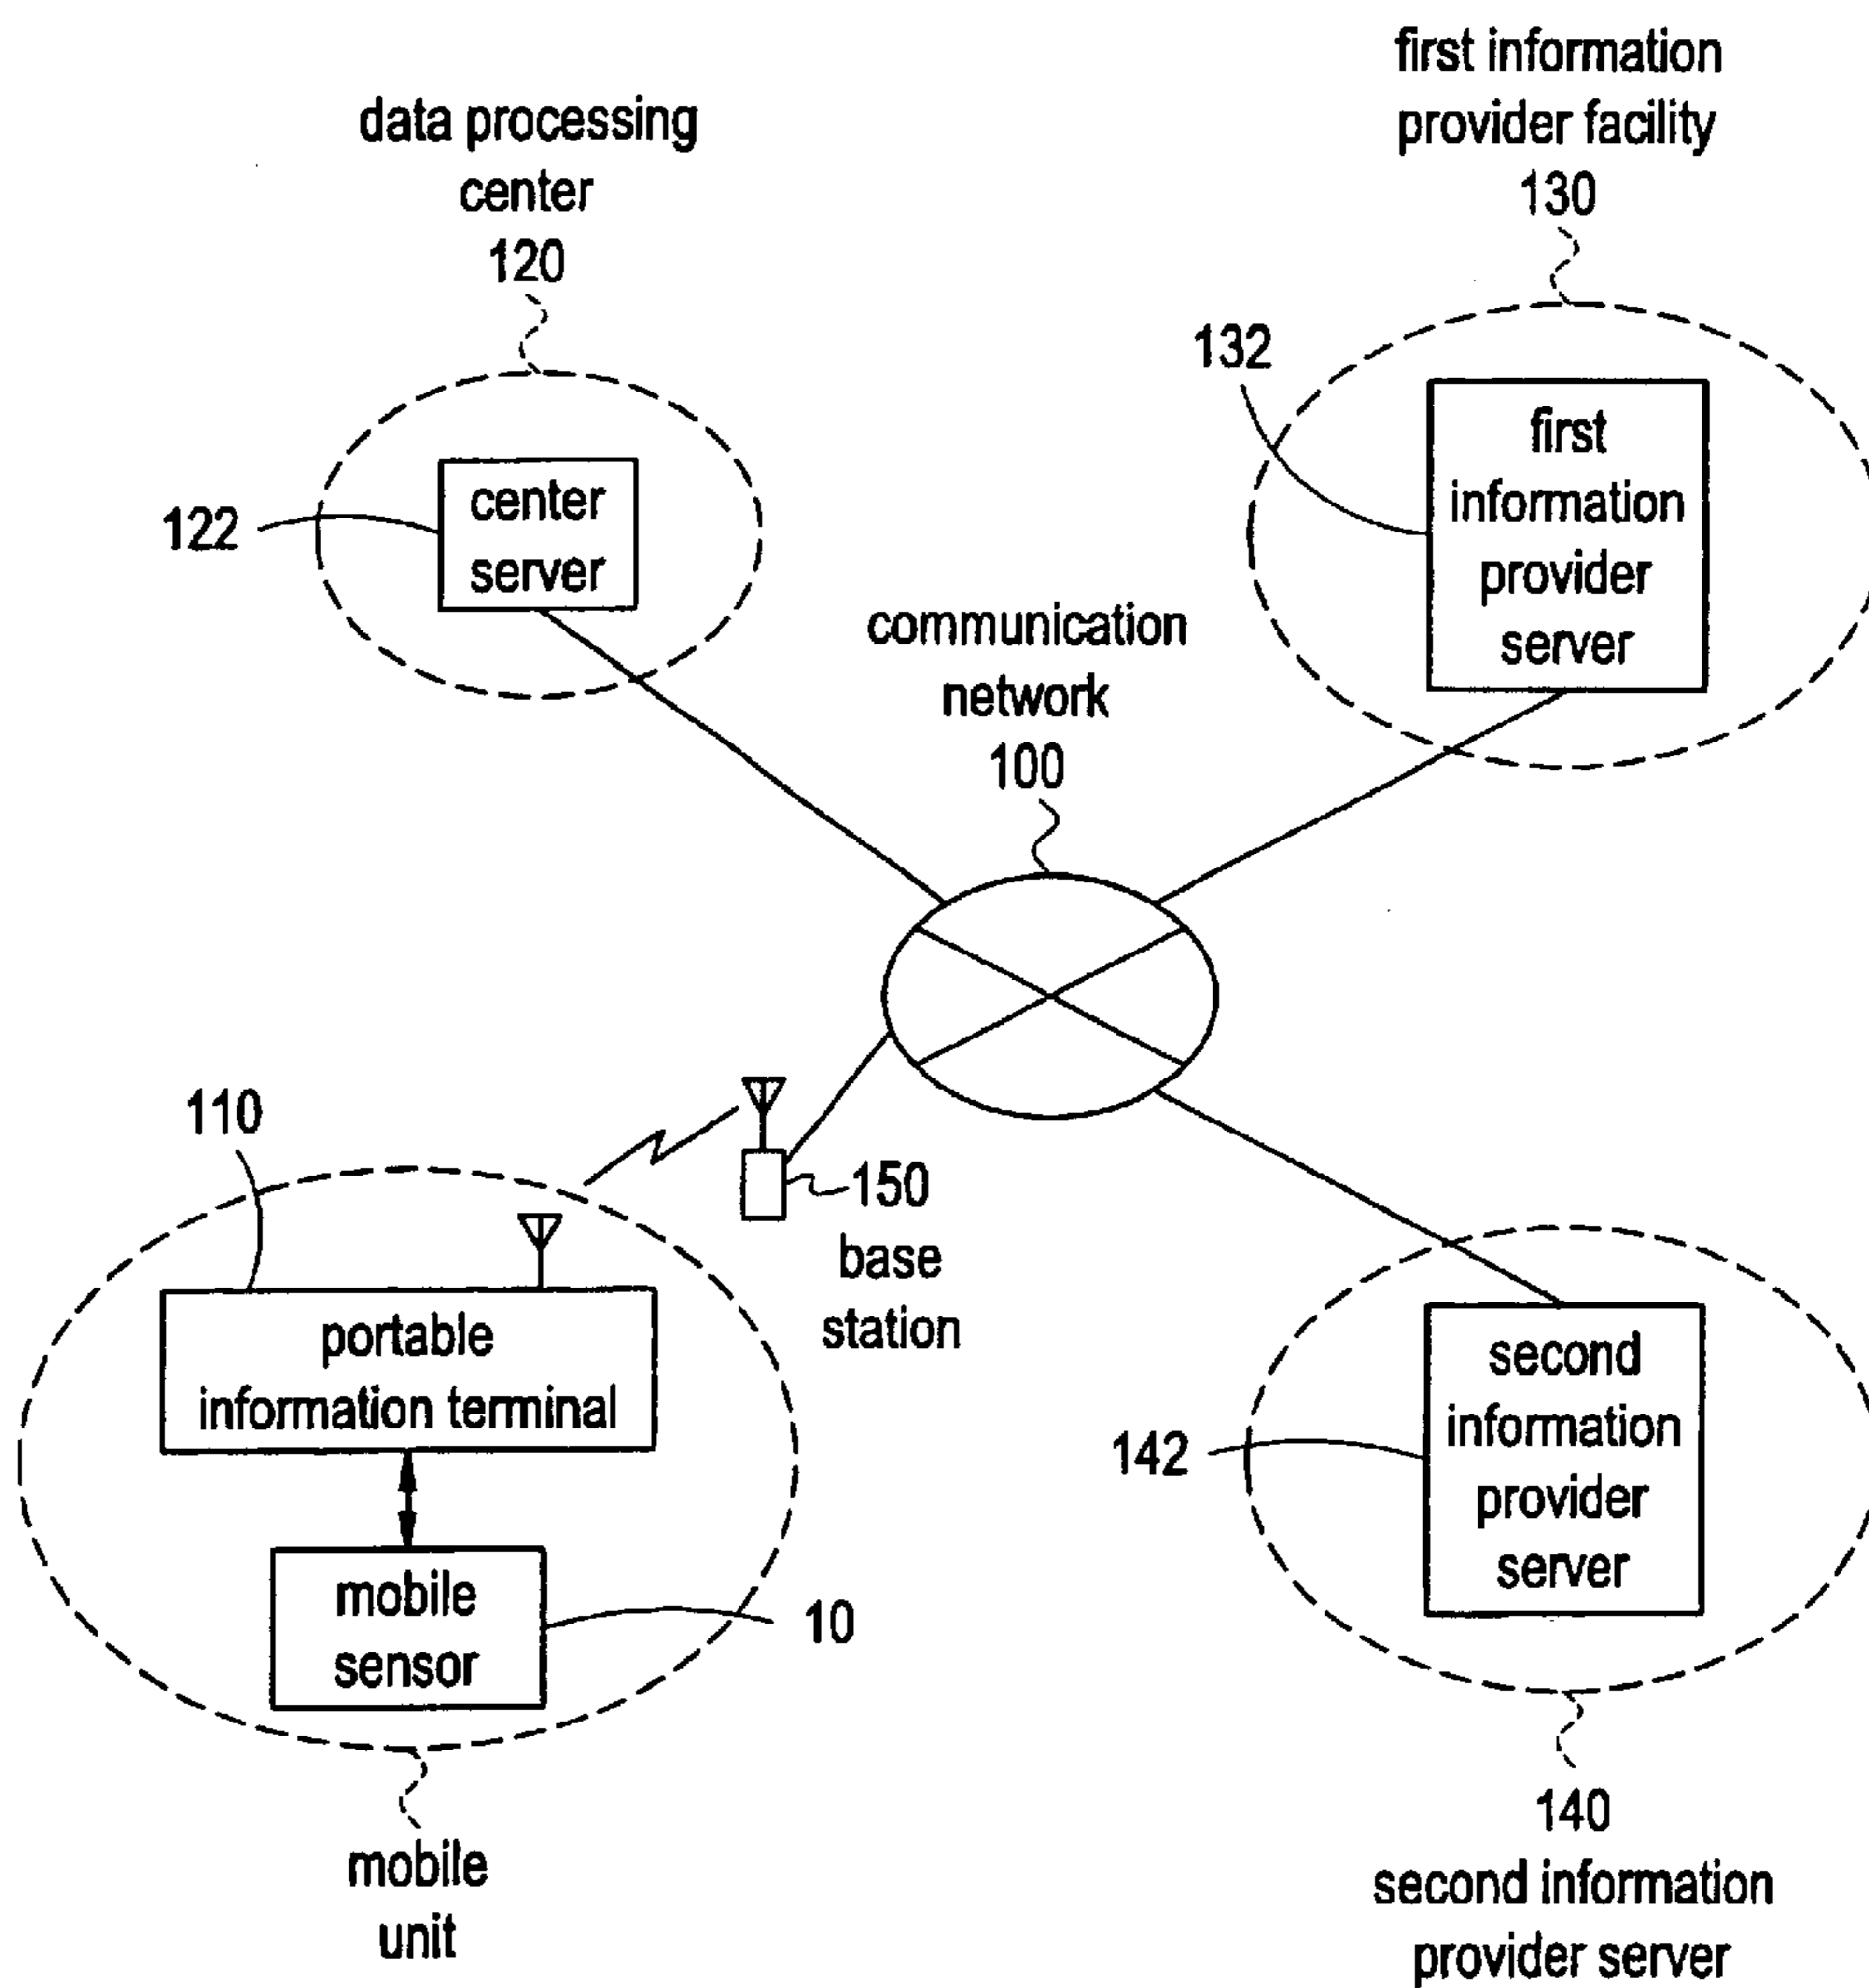 first information
provider facility
130
data processing
center
120
132
first
information
provider
server
center
server
122
communication
network
100
110
150
base
station
portable
information terminal
second
information
provider
server
142
mobile
sensor
10
140
second information
provider server
mobile
unit